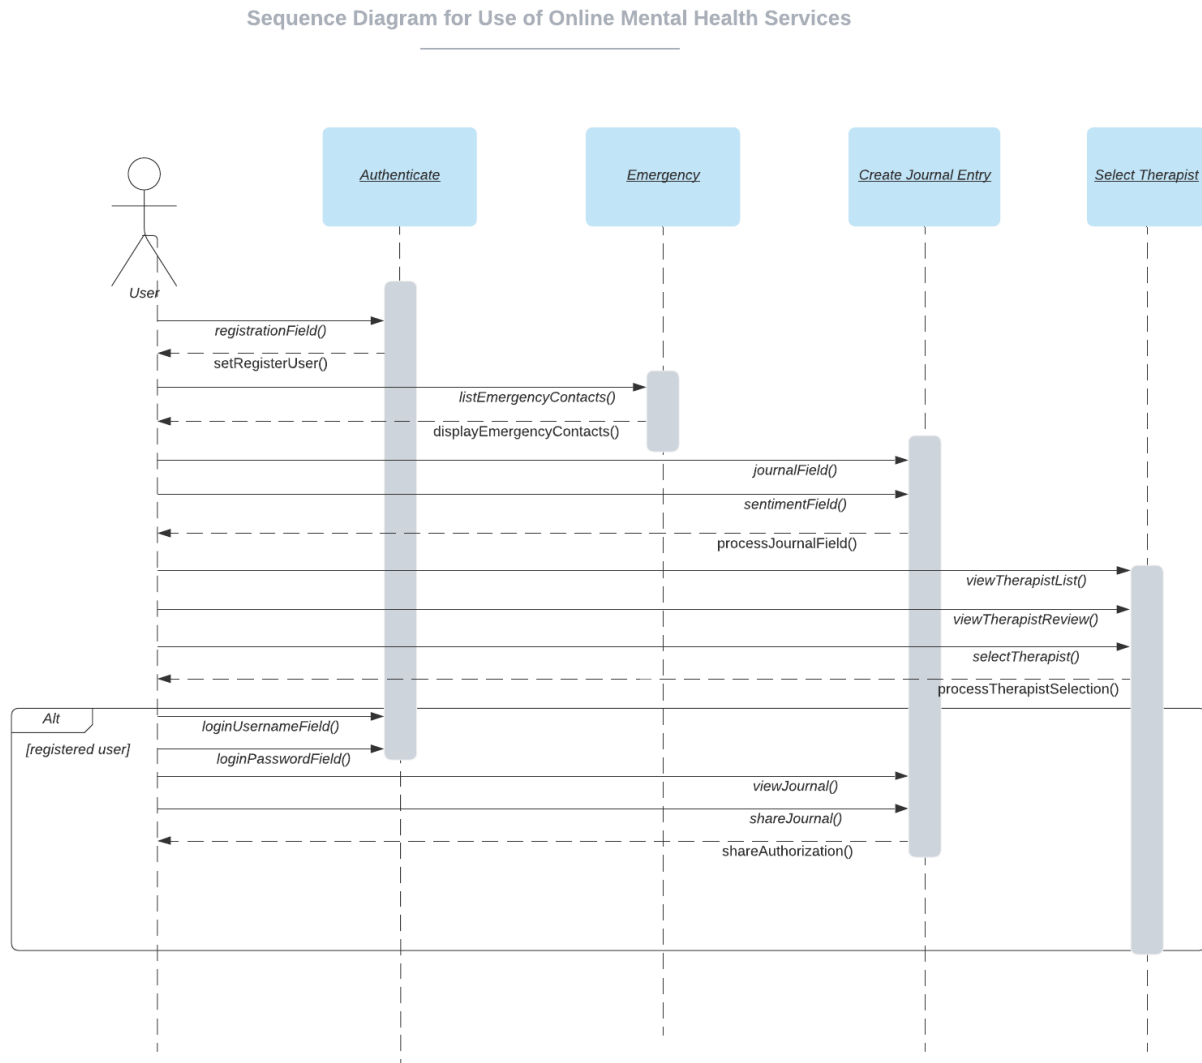 Sequence Diagram for Use of Online Mental Health Services
Authenticate
Emergency
Create Journal Entry
Select Therapist
User
registrationField()
setRegisterUser()
listEmergencyContacts()
displayEmergencyContacts()
journalField()
sentimentField()
processJournalField()
viewTherapistList()
viewTherapistReview()
selectTherapist()
processTherapistSelection()
Alt
loginUsernameField()
[registered user]
loginPasswordField()
viewJournal()
shareJournal()
shareAuthorization()